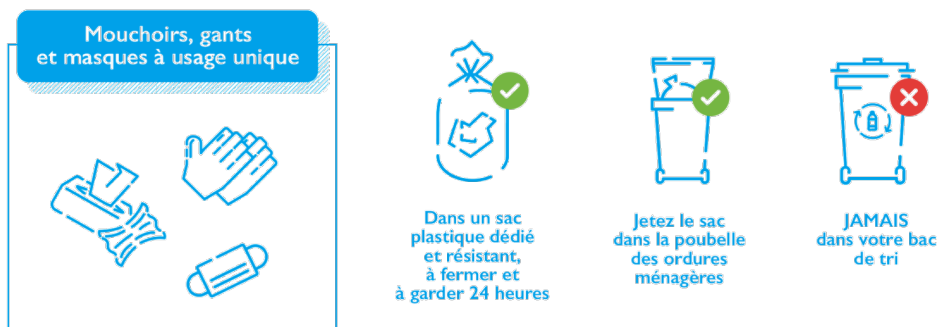 Mouchoirs, gants
et masques à usage unique
Dans un sac
plastique dédié
et résistant,
à fermer et
à garder 24 heures
Jetez le sac
dans la poubelle
des ordures
ménagères
JAMAIS
dans votre bac
de tri